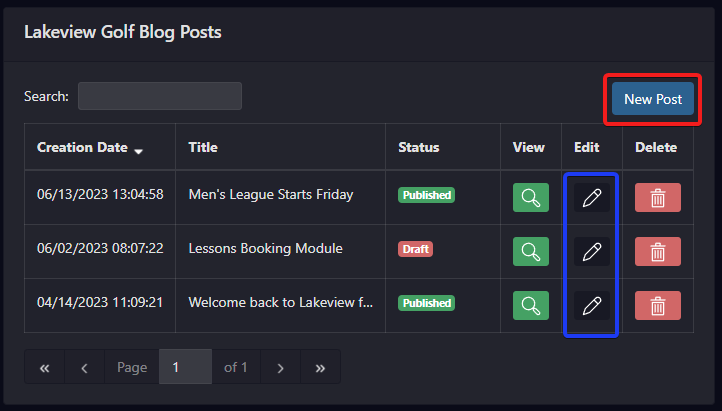 Lakeview Golf Blog Posts
Search:
New Post
Creation Date Title Status View Edit Delete
06/13/2023 13:04:58 Men's League Starts Friday Published
06/02/2023 08:07:22 Lessons Booking Module Draft
04/14/2023 11:09:21 Welcome back to Lakeview f... Published
« ‹ Page 1 of 1 › »